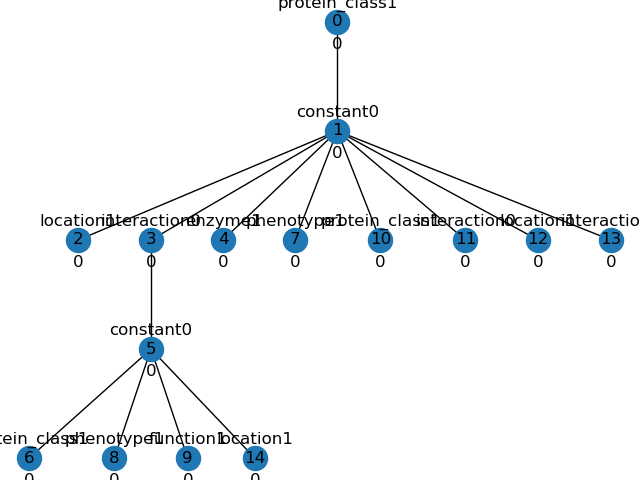 protein_class1
0
0
constant0
1
0
location1 interaction0 enzyme1 phenotype1 protein_class1 interaction0 location1
2 3 4 7 10 11 12 13
0 0 0 0 0 0 0 0
constant0
5
0
phenotype1 function1 location1
6 8 9 14
0 0 0 0